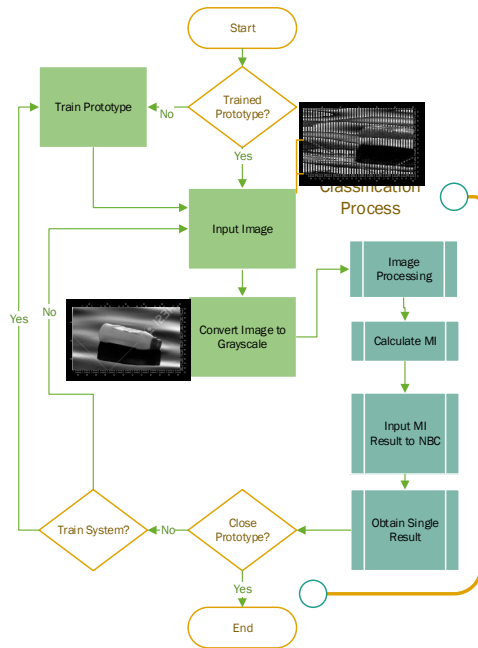 Start
Trained
Prototype?
No
Train Prototype
Yes
Classification
Process
Input Image
Image
Processing
Convert Image to
Grayscale
Calculate MI
Input MI
Result to NBC
Yes
No
Train System?
No
Close
Prototype?
Obtain Single
Result
Yes
End